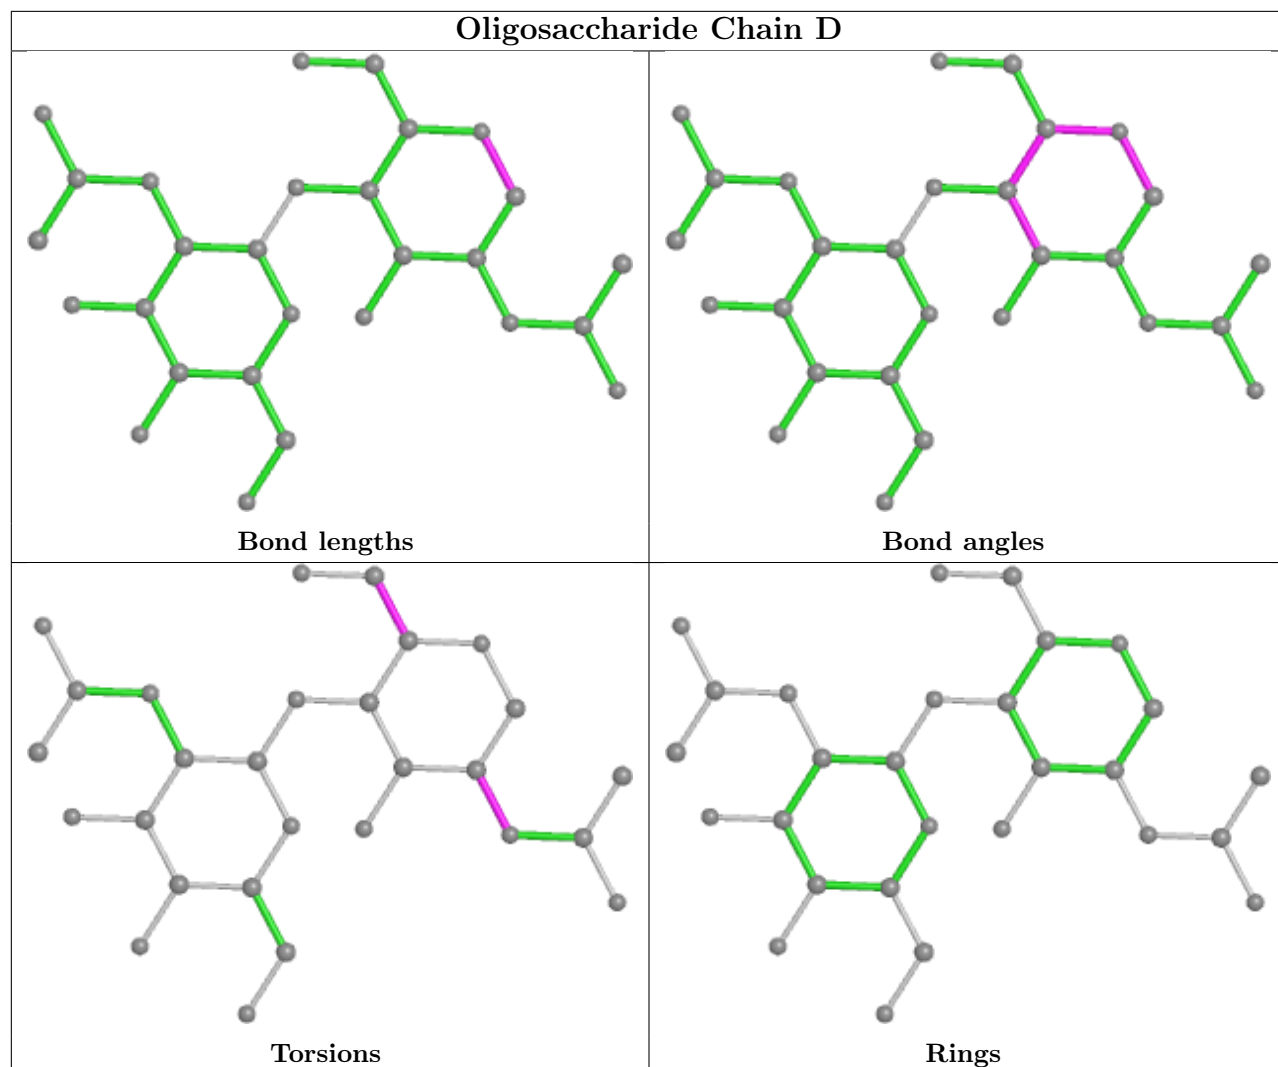 Oligosaccharide Chain D
Bond lengths
Bond angles
Torsions
Rings